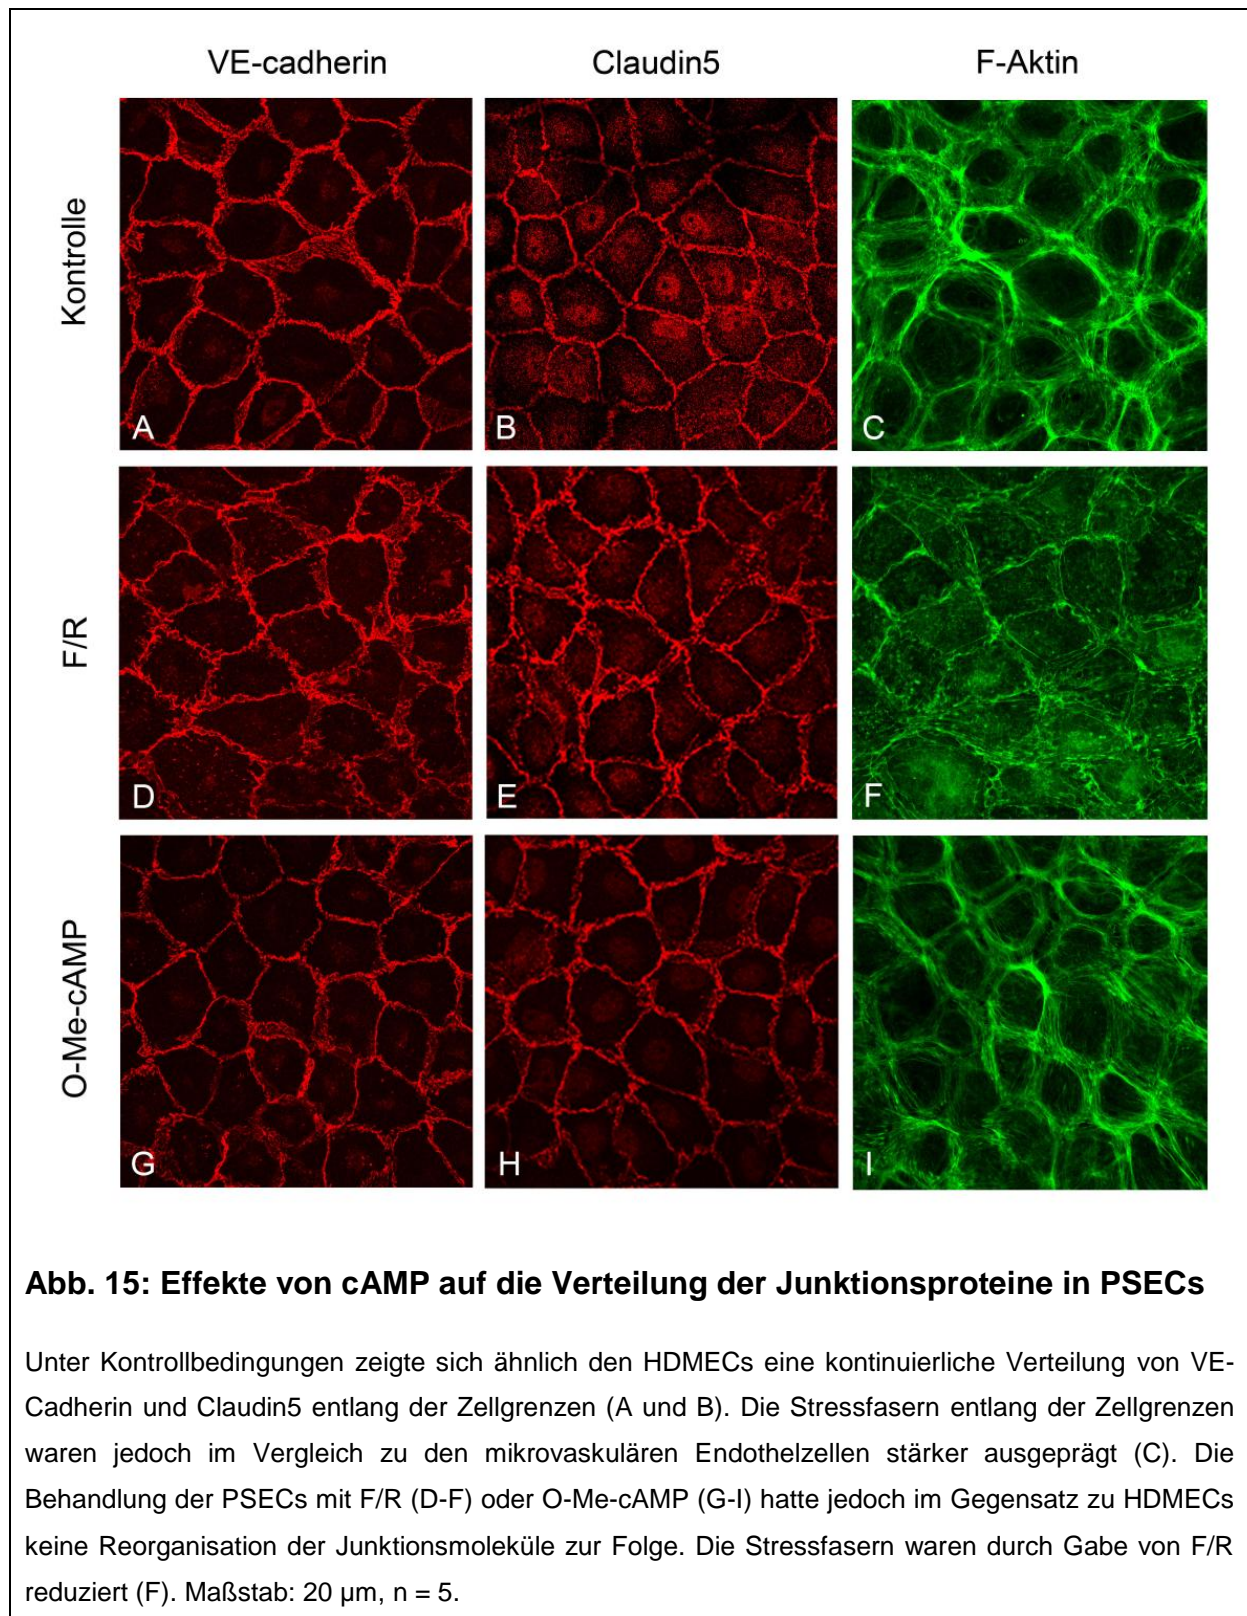 VE-cadherin Claudin5 F-Aktin
Kontrolle
A B C
F/R
D E F
O-Me-cAMP
G H I
Abb. 15: Effekte von cAMP auf die Verteilung der Junktionsproteine in PSECs
Unter Kontrollbedingungen zeigte sich ähnlich den HDMECs eine kontinuierliche Verteilung von VE-
Cadherin und Claudin5 entlang der Zellgrenzen (A und B). Die Stressfasern entlang der Zellgrenzen
waren jedoch im Vergleich zu den mikrovaskulären Endothelzellen stärker ausgeprägt (C). Die
Behandlung der PSECs mit F/R (D-F) oder O-Me-cAMP (G-I) hatte jedoch im Gegensatz zu HDMECs
keine Reorganisation der Junktionsmoleküle zur Folge. Die Stressfasern waren durch Gabe von F/R
reduziert (F). Maßstab: 20 µm, n = 5.